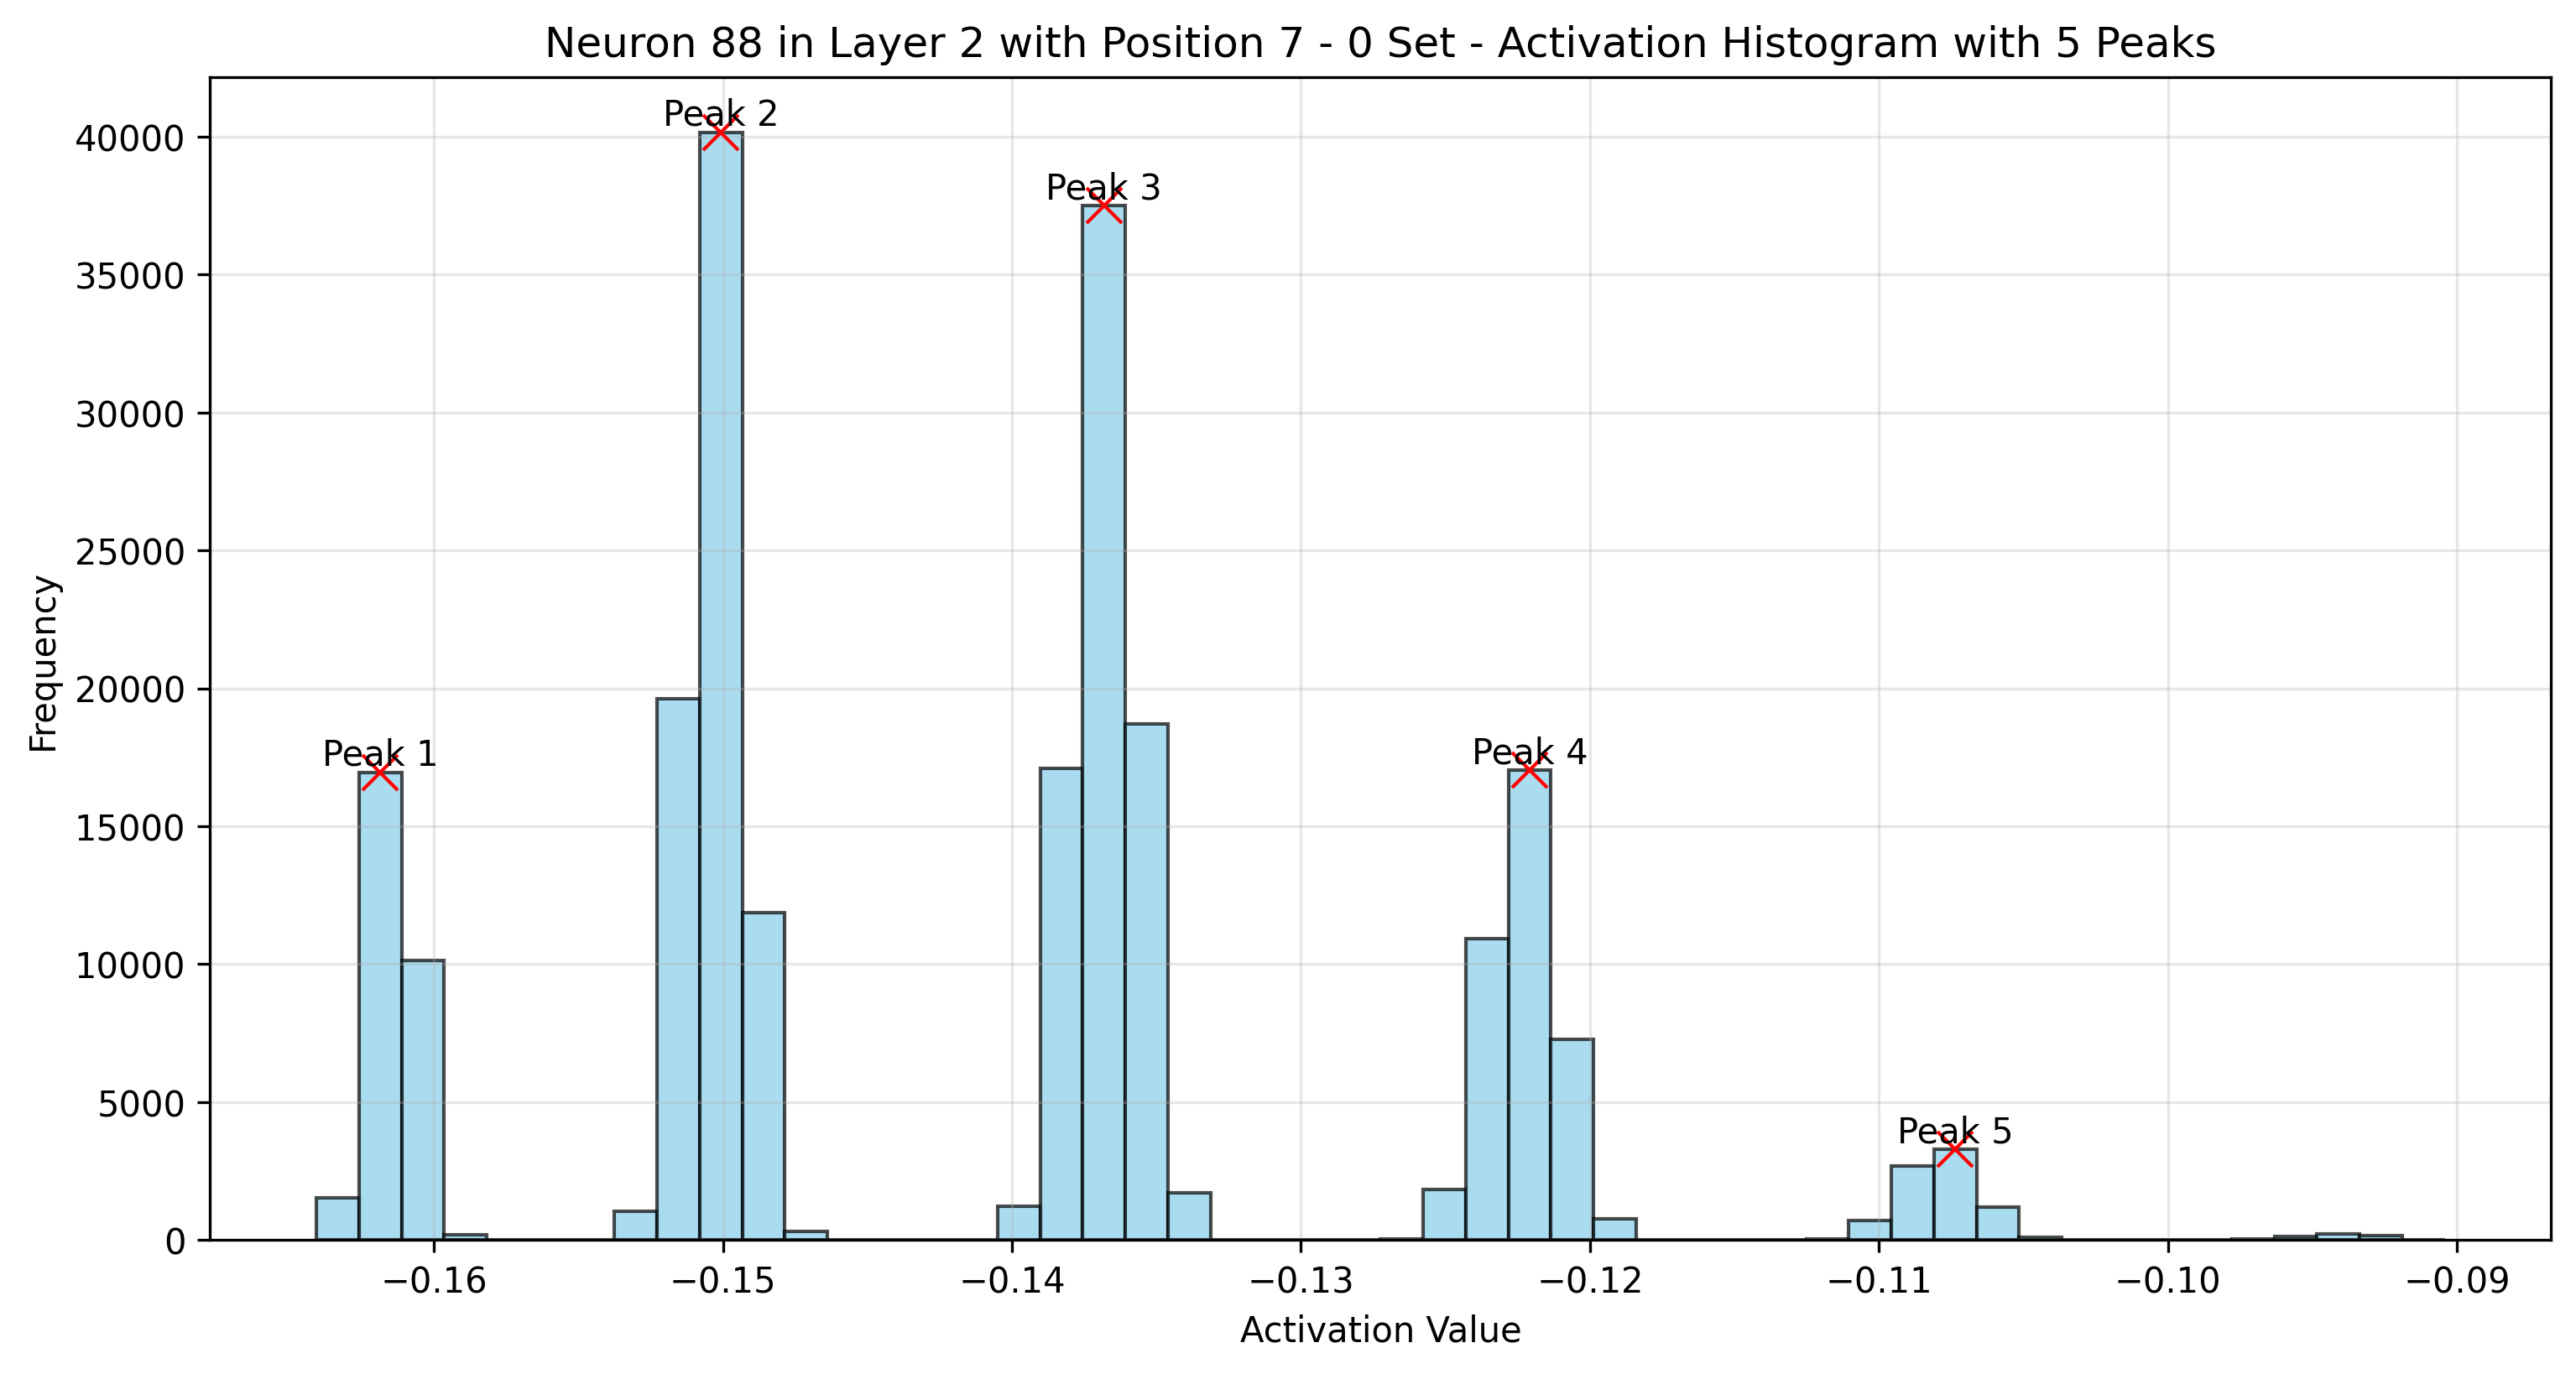 Neuron 88 in Layer 2 with Position 7 - 0 Set - Activation Histogram with 5 Peaks
Frequency
40000
35000
30000
25000
20000
15000
10000
5000
0
Peak 1
Peak 2
Peak 3
Peak 4
Peak 5
−0.16 −0.15 −0.14 −0.13 −0.12 −0.11 −0.10 −0.09
Activation Value